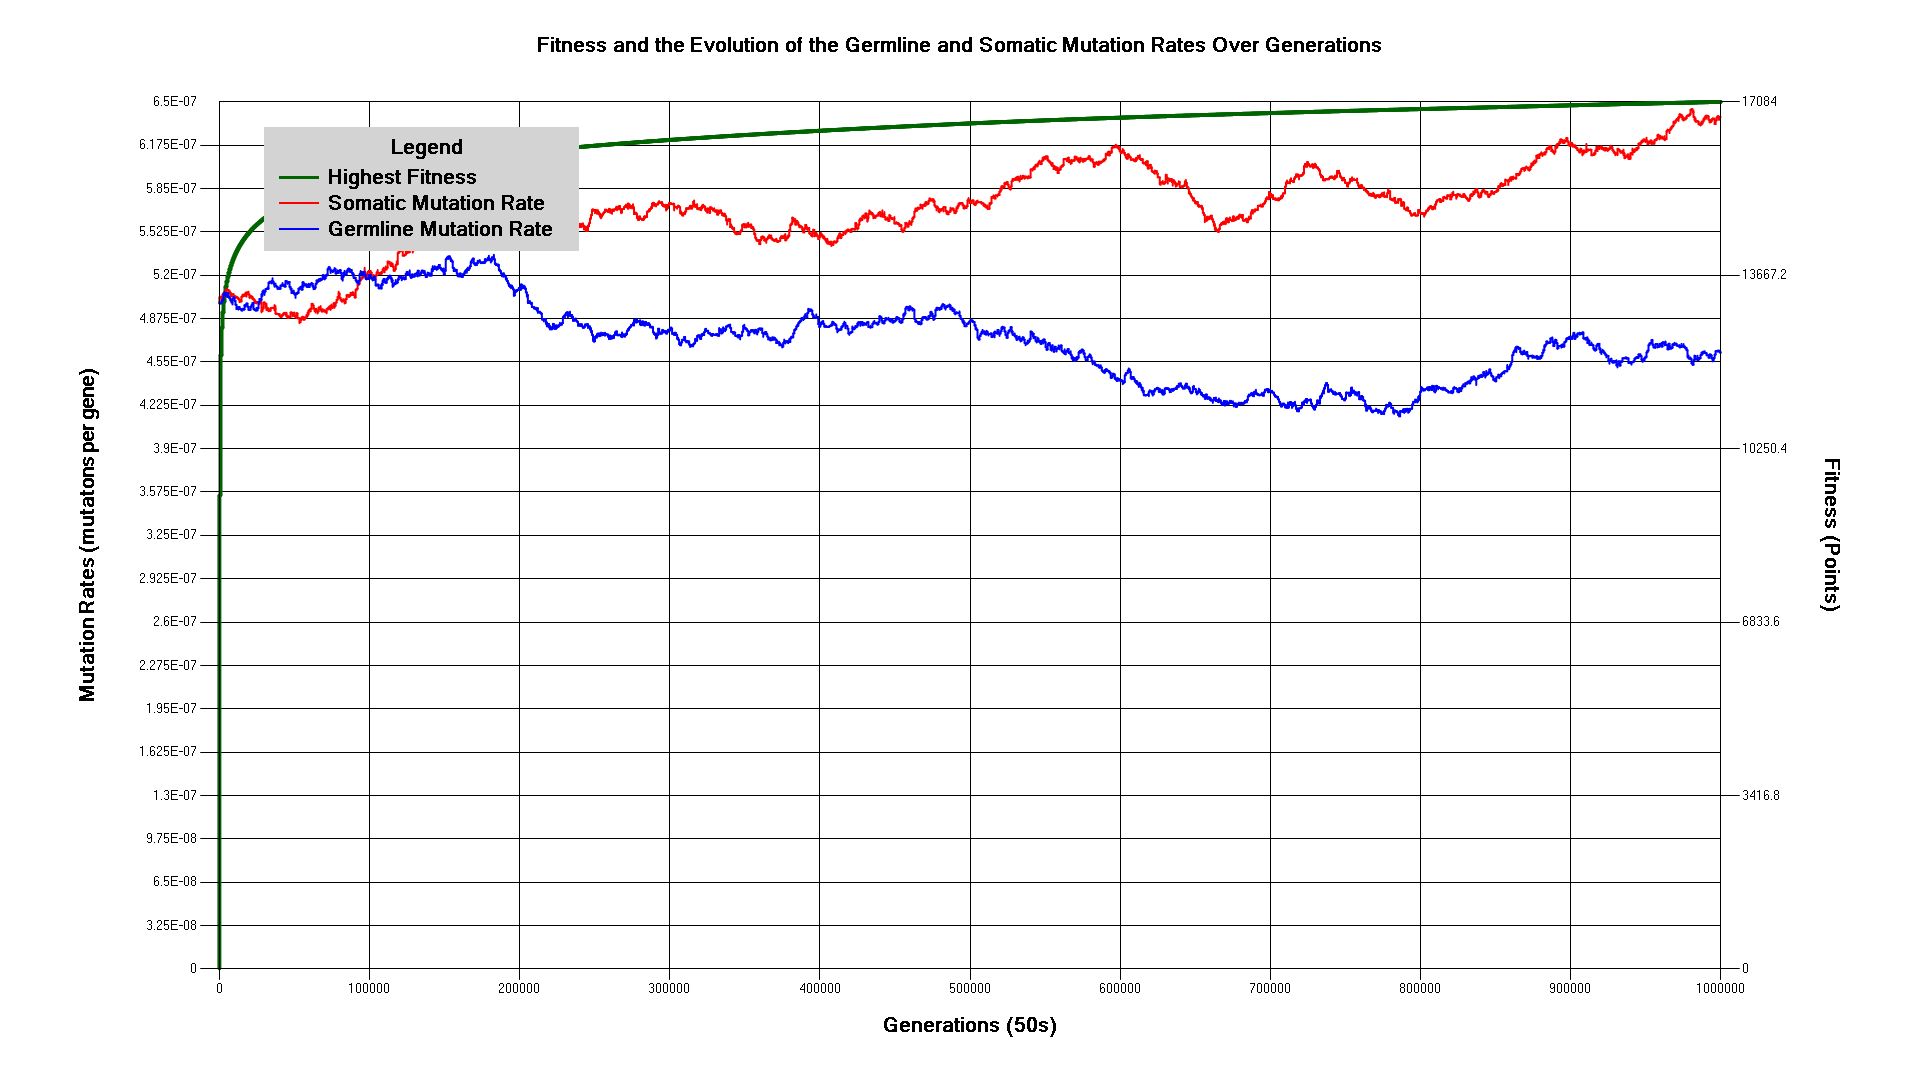 Fitness and the Evolution of the Germline and Somatic Mutation Rates Over Generations
Legend
Highest Fitness
Somatic Mutation Rate
Germline Mutation Rate
Mutation Rates (mutatons per gene)
6.5E-07
6.175E-07
5.85E-07
5.525E-07
5.2E-07
4.875E-07
4.55E-07
4.225E-07
3.9E-07
3.575E-07
3.25E-07
2.925E-07
2.6E-07
2.275E-07
1.95E-07
1.625E-07
1.3E-07
9.75E-08
6.5E-08
3.25E-08
0
17084
13667.2
10250.4
6833.6
3416.8
0
Fitness (Points)
0 100000 200000 300000 400000 500000 600000 700000 800000 900000 1000000
Generations (50s)